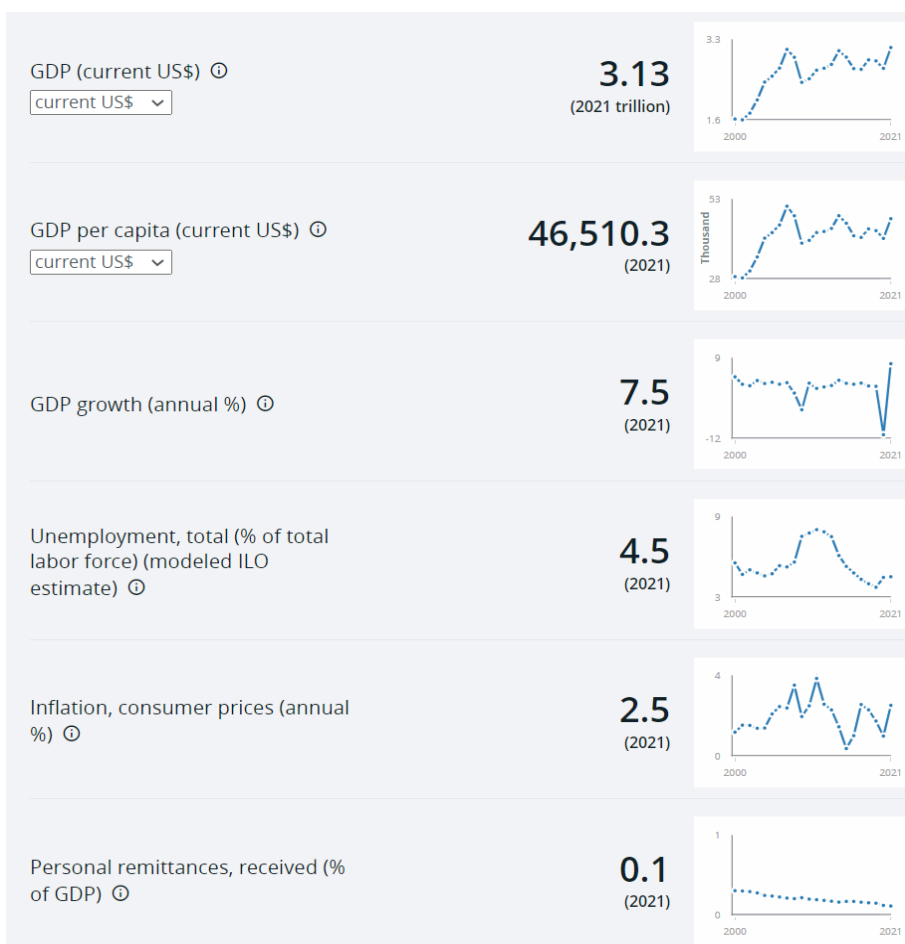 GDP (current US$)
current US$
3.13
(2021 trillion)
3.3
1.6
2000 2021
GDP per capita (current US$)
current US$
46,510.3
(2021)
53
Thousand
28
2000 2021
GDP growth (annual %)
7.5
(2021)
9
-12
2000 2021
Unemployment, total (% of total
labor force) (modeled ILO
estimate)
4.5
(2021)
9
3
2000 2021
Inflation, consumer prices (annual
%)
2.5
(2021)
4
0
2000 2021
Personal remittances, received (%
of GDP)
0.1
(2021)
1
0
2000 2021